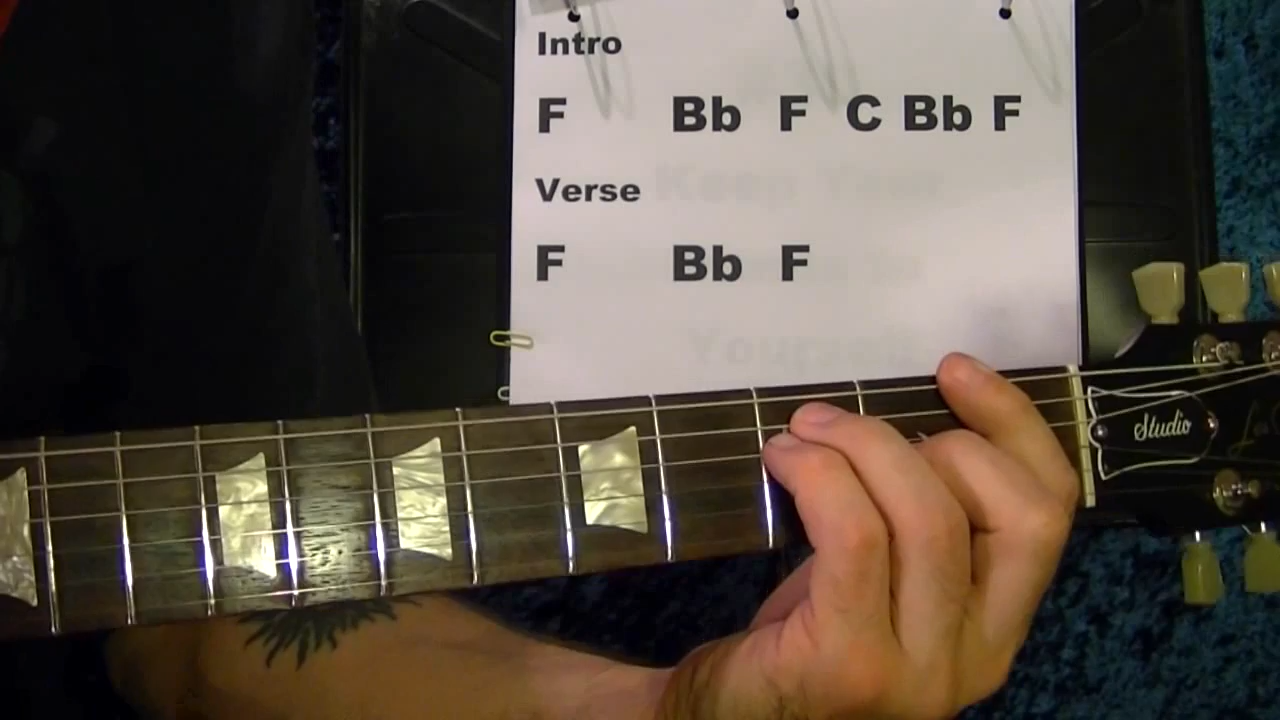 Intro
F Bb F C Bb F
Verse
F Bb F
Studio